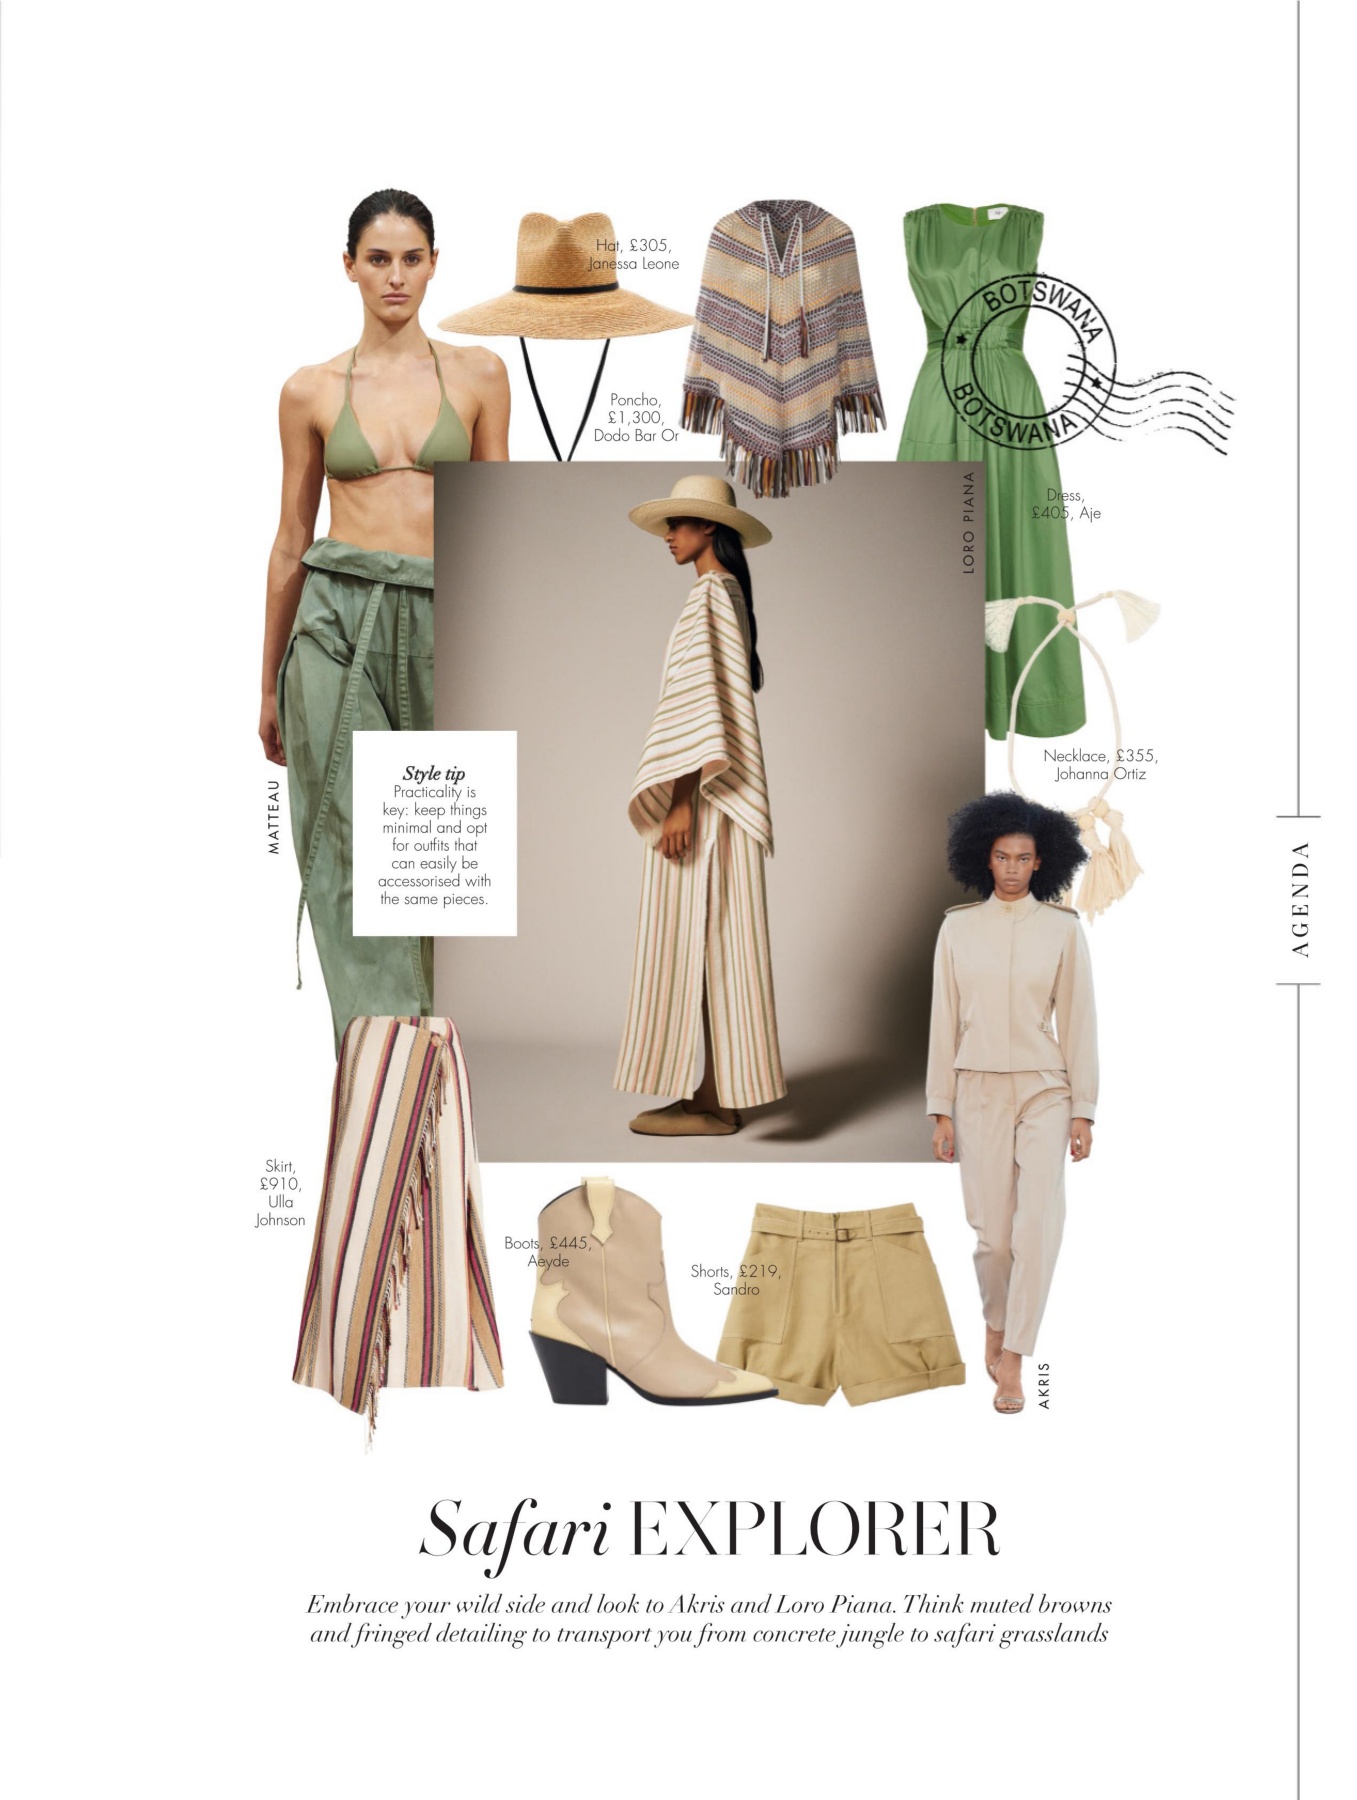 Hat, £305,
Janessa Leone
Poncho,
£1,300,
Dodo Bar Or
BOTSWANA
BOTSWANA
LORO PIANA
Dress,
£405, Aje
Necklace, £355,
Johanna Ortiz
MATTEAU
Style tip
Practicality is
key: keep things
minimal and opt
for outfits that
can easily be
accessorised with
the same pieces.
AGENDA
Skirt,
£910,
Ulla
Johnson
Boots, £445,
Aeyde
Shorts, £219,
Sandro
AKRIS
Safari EXPLORER
Embrace your wild side and look to Akris and Loro Piana. Think muted browns
and fringed detailing to transport you from concrete jungle to safari grasslands